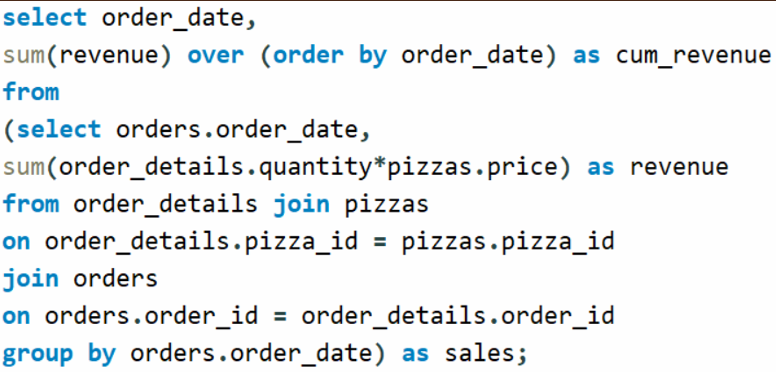 select order_date,
sum(revenue) over (order by order_date) as cum_revenue
from
(select orders.order_date,
sum(order_details.quantity*pizzas.price) as revenue
from order_details join pizzas
on order_details.pizza_id = pizzas.pizza_id
join orders
on orders.order_id = order_details.order_id
group by orders.order_date) as sales;